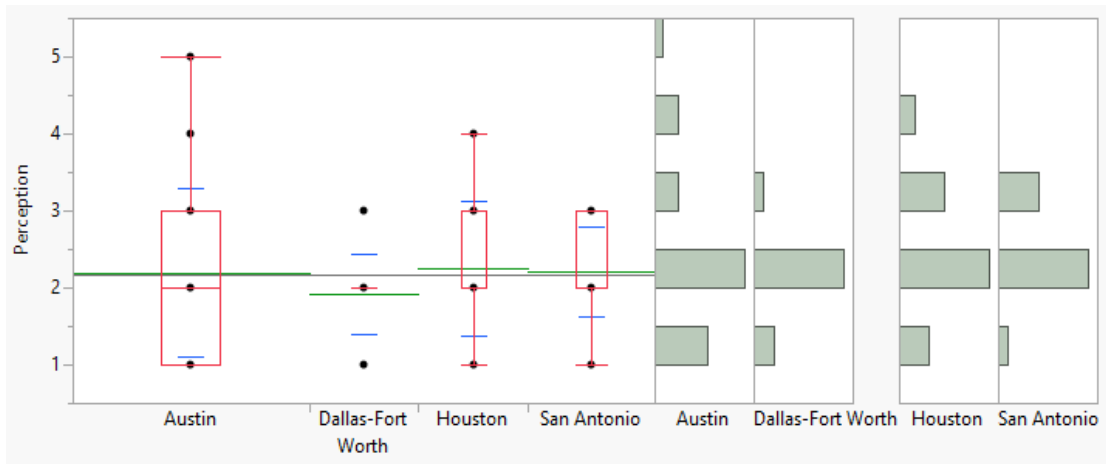 Perception
5
4
3
2
1
Austin
Dallas-Fort
Worth
Houston
San Antonio
Austin
Dallas-Fort Worth
Houston
San Antonio